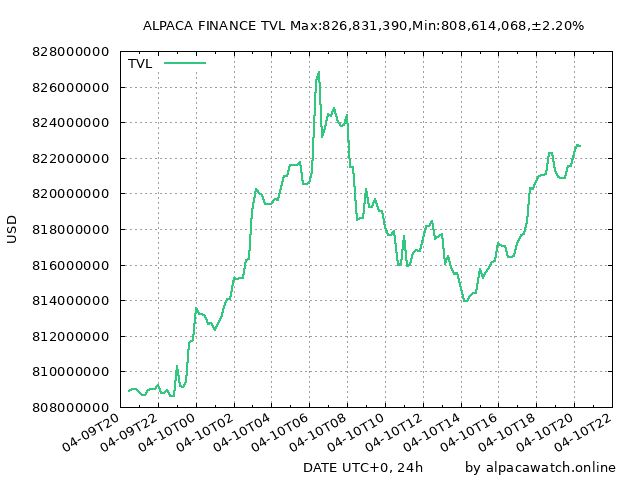 ALPACA FINANCE TVL Max:826,831,390,Min:808,614,068,±2.20%
TVL
828000000
826000000
824000000
822000000
820000000
818000000
816000000
814000000
812000000
810000000
808000000
USD
04-09T20
04-09T22
04-10T00
04-10T02
04-10T04
04-10T06
04-10T08
04-10T10
04-10T12
04-10T14
04-10T16
04-10T18
04-10T20
04-10T22
DATE UTC+0, 24h
by alpacawatch.online